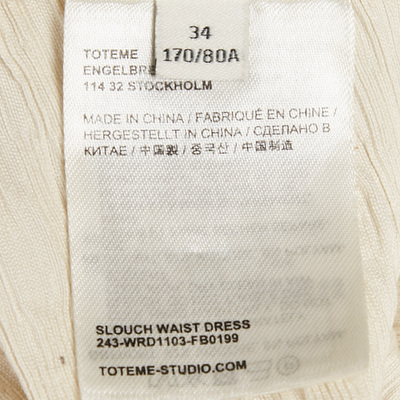 34
170/80A
TOTEME
ENGELBRE
114 32 STOCKHOLM
MADE IN CHINA / FABRIQUÉ EN CHINE /
HERGESTELLT IN CHINA / СДЕЛАНО В
КИТАЕ / 中国製 / 중국산 / 中国制造
SLOUCH WAIST DRESS
243-WRD1103-FB0199
TOTEME-STUDIO.COM